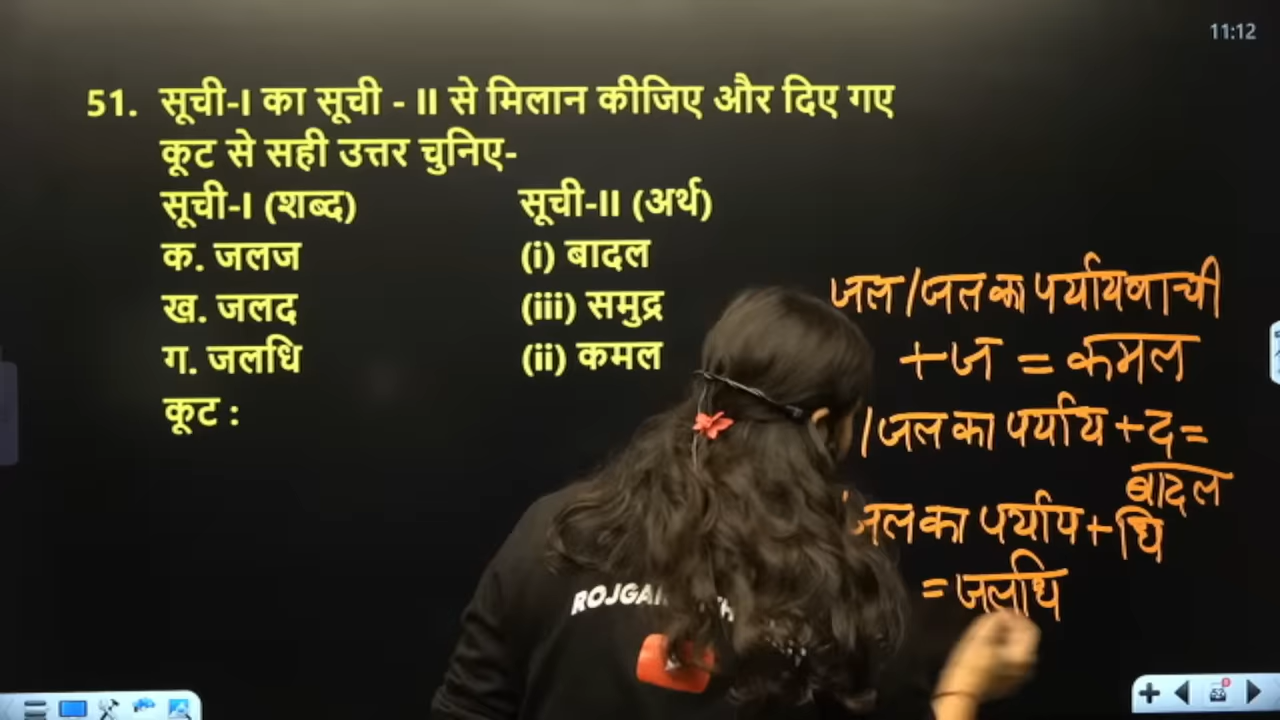 11:12
51. सूची-I का सूची - II से मिलान कीजिए और दिए गए
कूट से सही उत्तर चुनिए-
सूची-I (शब्द) सूची-II (अर्थ)
क. जलज (i) बादल
ख. जलद (iii) समुद्र
ग. जलधि (ii) कमल
कूट :
जल/जल का पर्यायवाची
+ज = कमल
/जल का पर्याय +द =
बादल
जल का पर्याय + धि
= जलधि